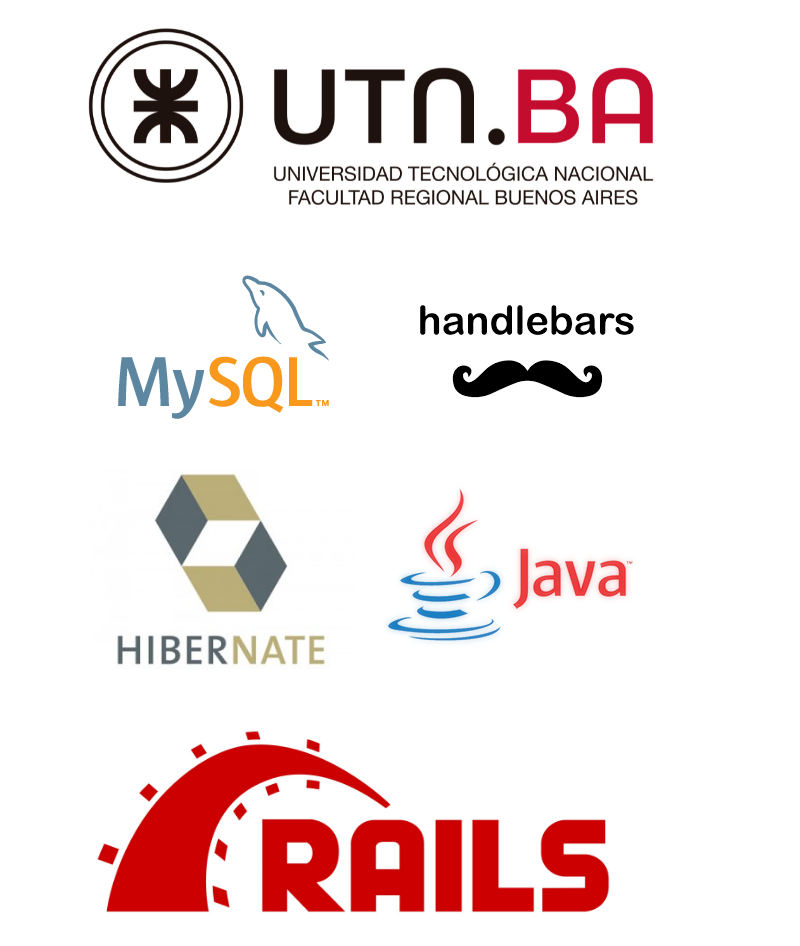 UTN.BA
UNIVERSIDAD TECNOLÓGICA NACIONAL
FACULTAD REGIONAL BUENOS AIRES
MySQL™
handlebars
HIBERNATE
Java™
RAILS